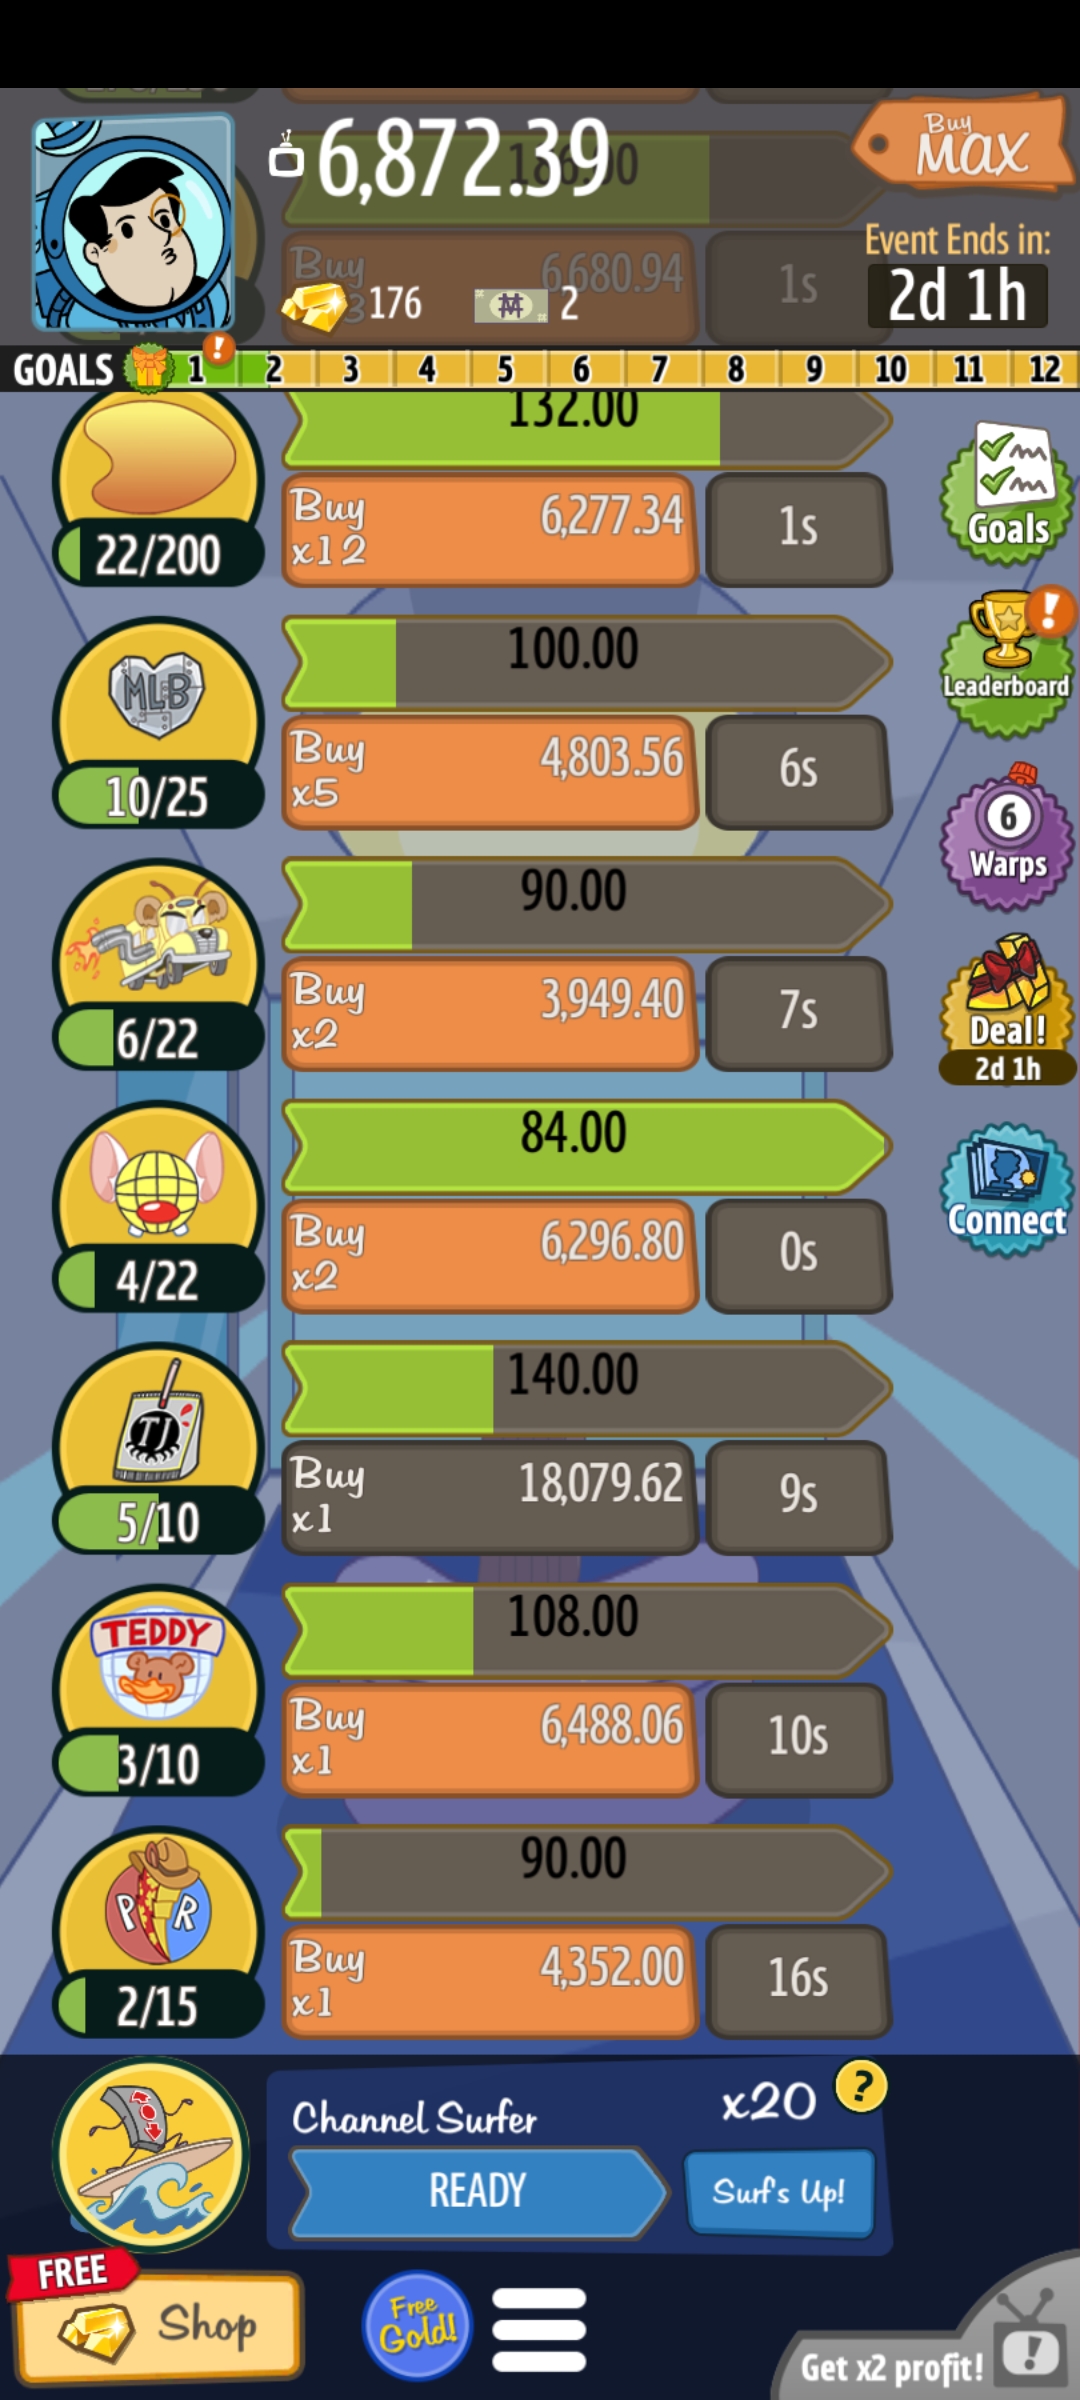 6,872.39
Buy
MAX
186.00
Event Ends in:
2d 1h
Buy
6,680.94
1s
176
2
GOALS 1 ! 2 3 4 5 6 7 8 9 10 11 12
132.00
Buy
x12
6,277.34
1s
22/200
Goals
MLB
100.00
Buy
x5
4,803.56
6s
10/25
!
Leaderboard
90.00
Buy
x2
3,949.40
7s
6/22
6
Warps
Deal!
2d 1h
84.00
Buy
x2
6,296.80
0s
4/22
Connect
TJ
140.00
Buy
x1
18,079.62
9s
5/10
TEDDY
108.00
Buy
x1
6,488.06
10s
3/10
P R
90.00
Buy
x1
4,352.00
16s
2/15
Channel Surfer
x20
?
READY
Surf's Up!
FREE
Shop
Free
Gold!
Get x2 profit!
!